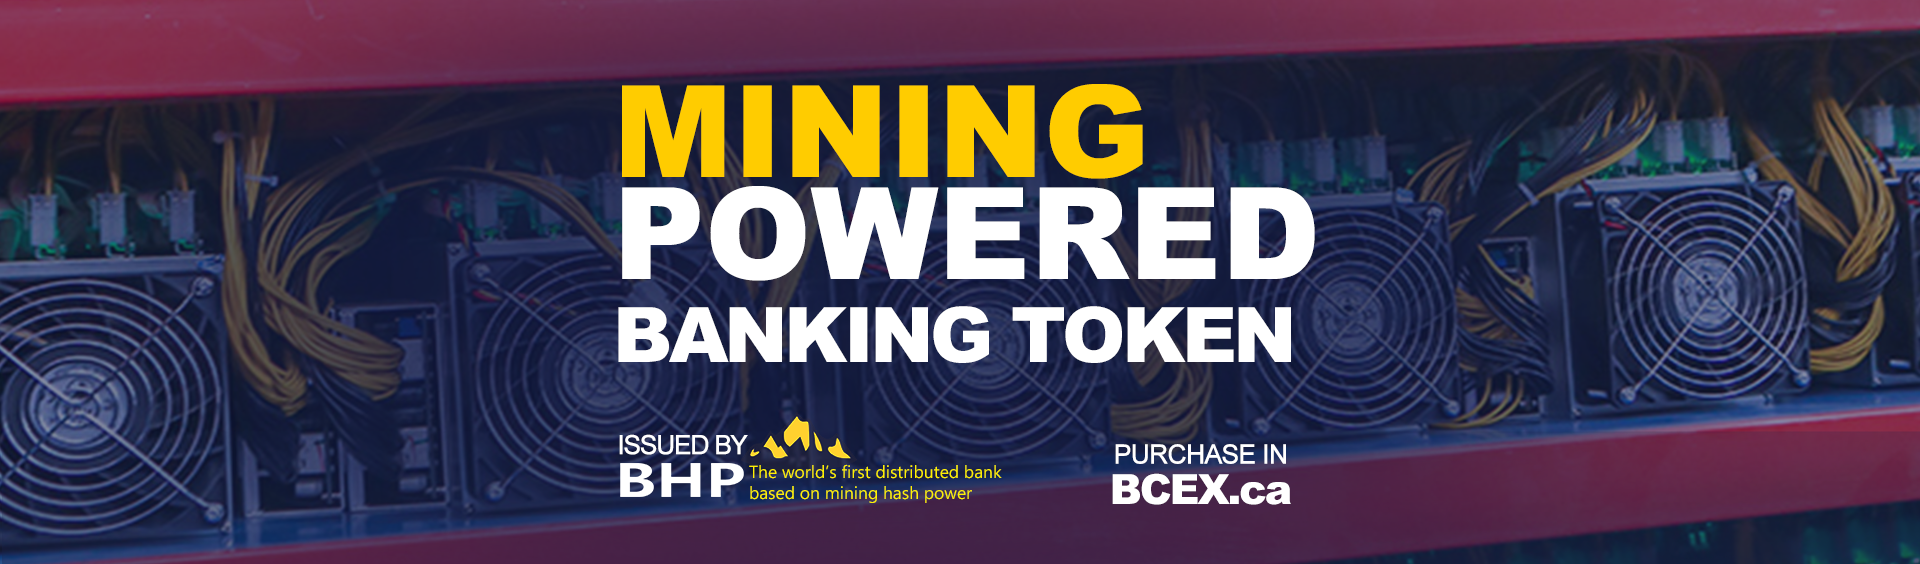 MINING
POWERED
BANKING TOKEN
ISSUED BY
BHP
The world's first distributed bank
based on mining hash power
PURCHASE IN
BCEX.ca